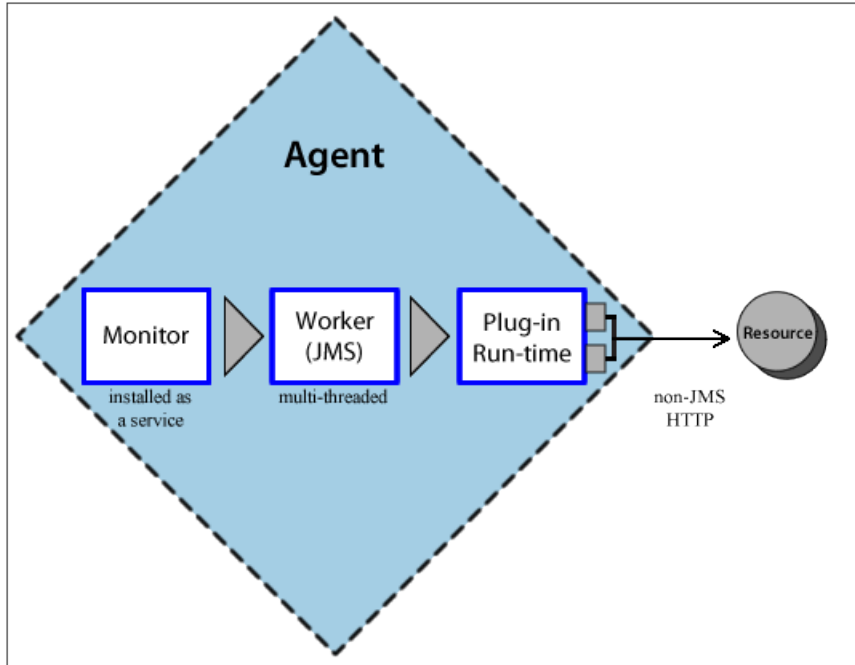 Agent
Monitor
installed as
a service
Worker
(JMS)
multi-threaded
Plug-in
Run-time
non-JMS
HTTP
Resource